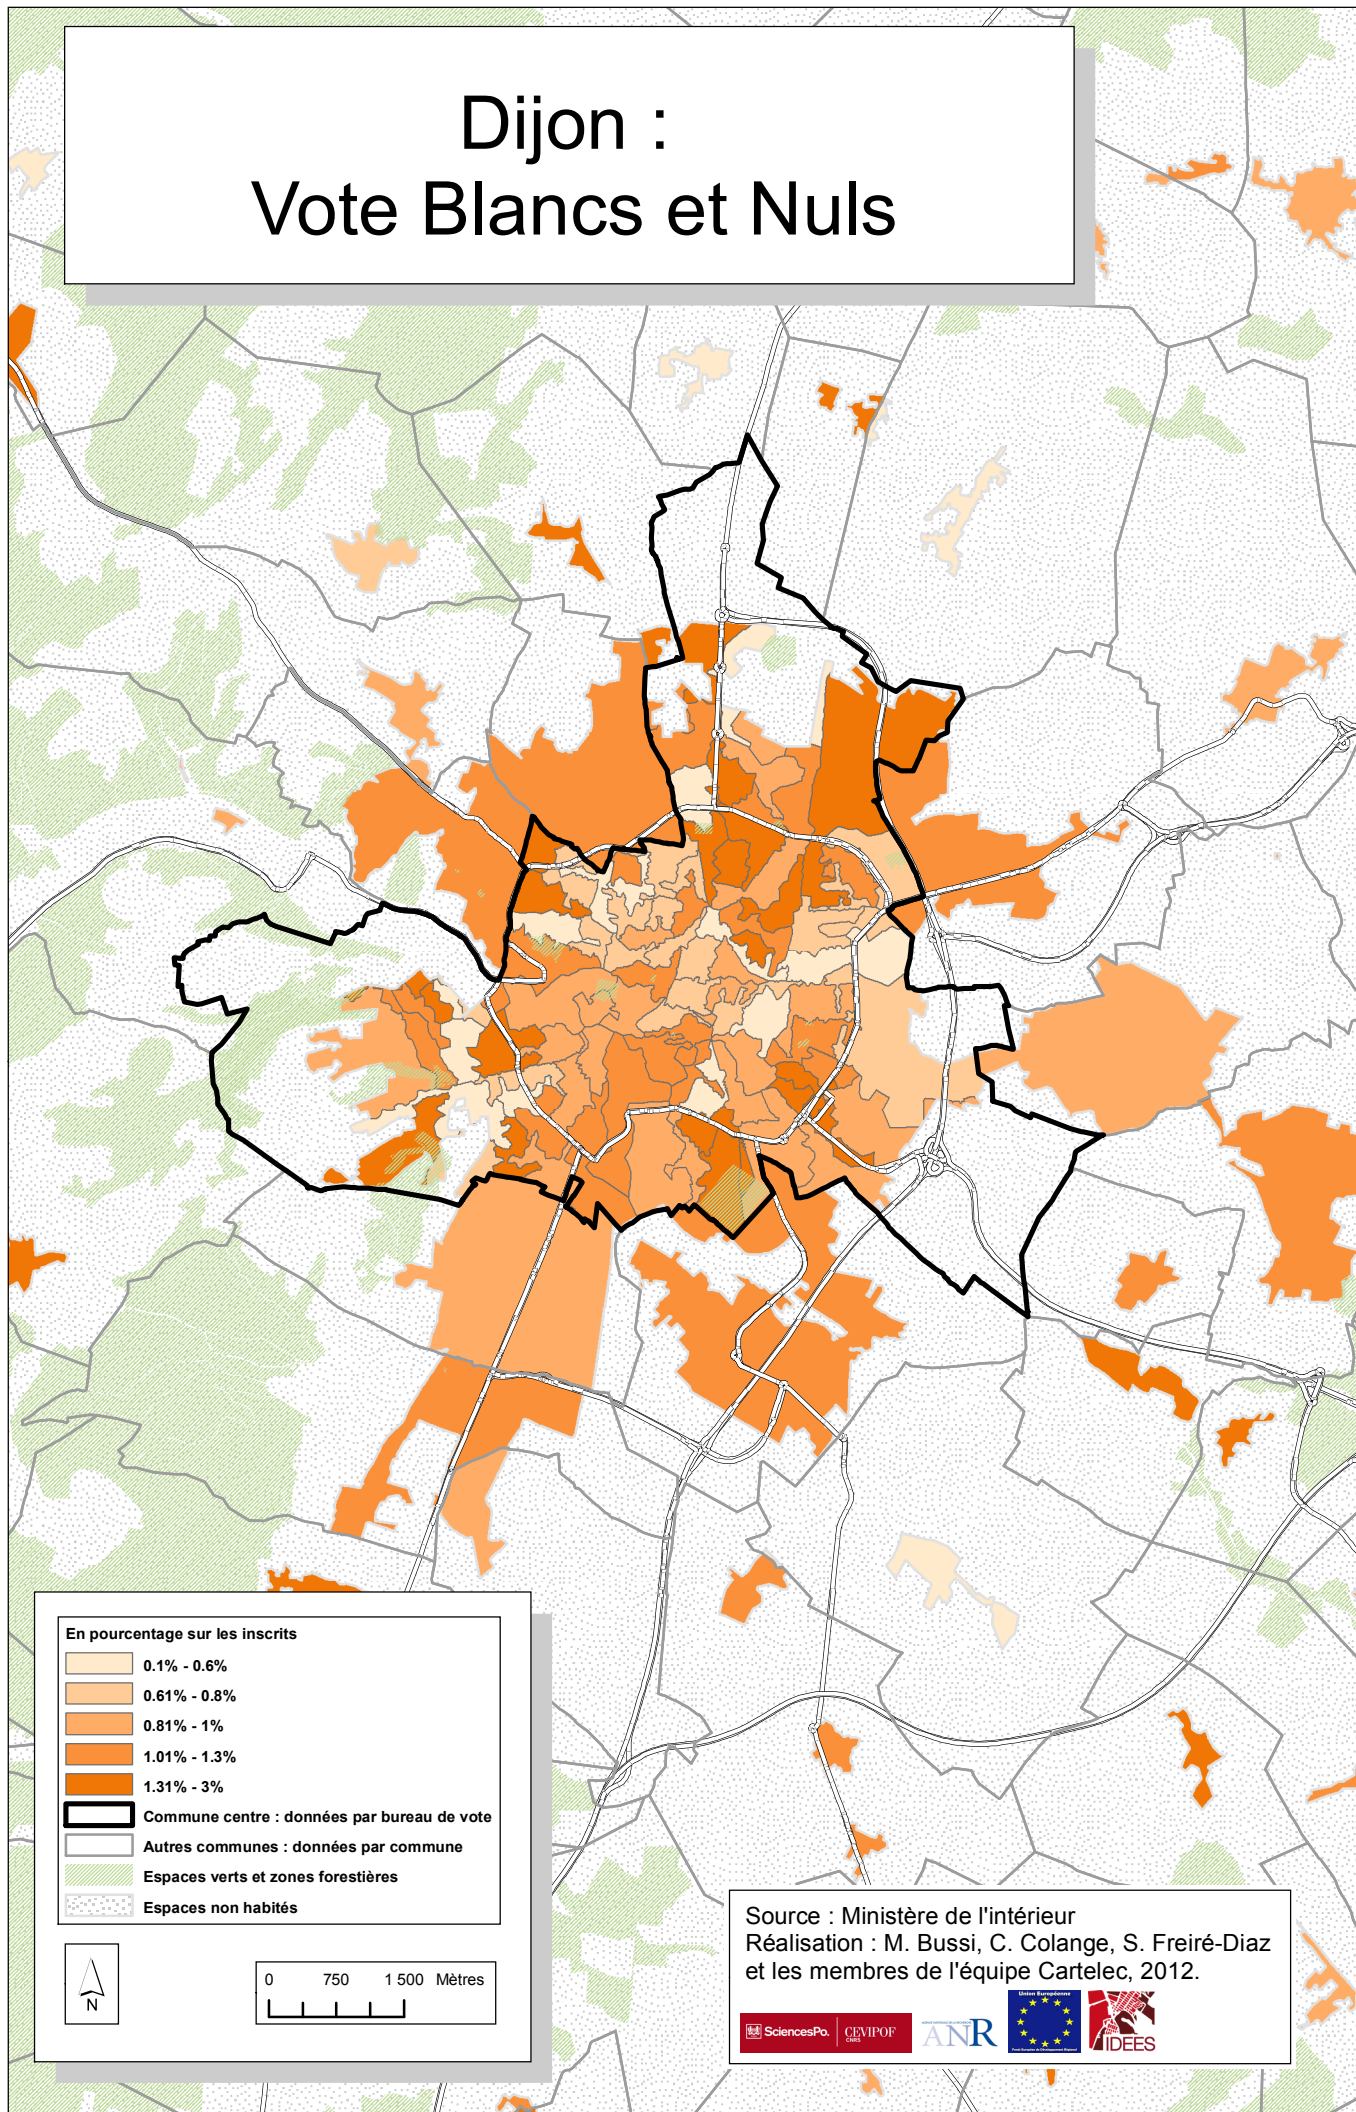 Dijon :
Vote Blancs et Nuls
En pourcentage sur les inscrits
0.1% - 0.6%
0.61% - 0.8%
0.81% - 1%
1.01% - 1.3%
1.31% - 3%
Commune centre : données par bureau de vote
Autres communes : données par commune
Espaces verts et zones forestières
Espaces non habités
N
0 750 1 500 Mètres
Source : Ministère de l'intérieur
Réalisation : M. Bussi, C. Colange, S. Freiré-Diaz
et les membres de l'équipe Cartelec, 2012.
SciencesPo.
CEVIPOF
CNRS
ANR
Union Européenne
IDEES